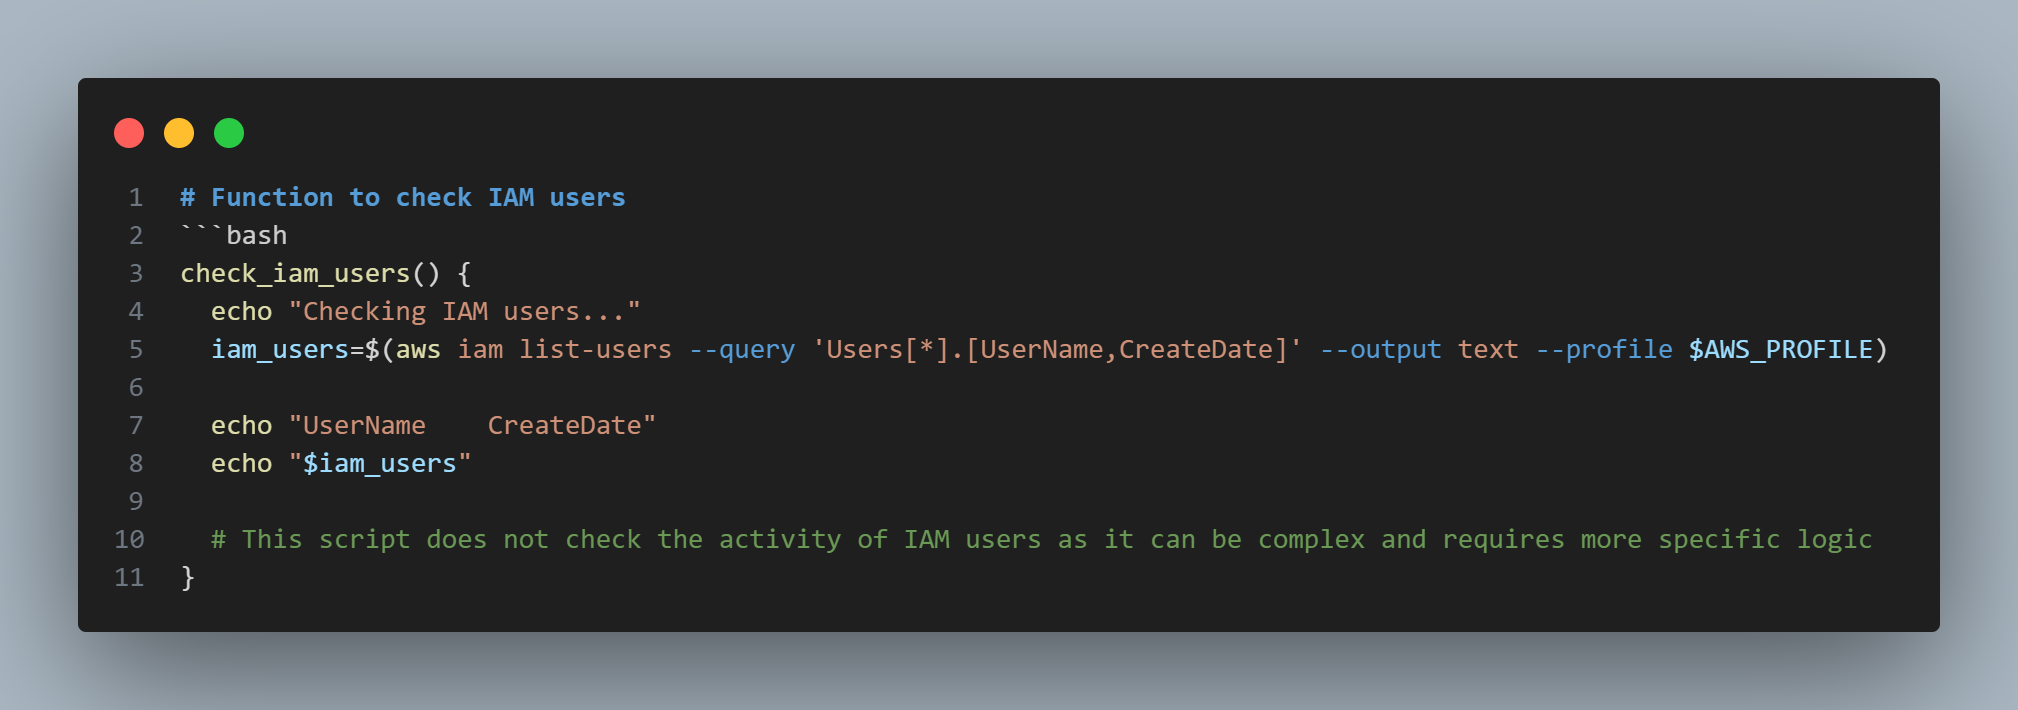 1 # Function to check IAM users
2 ```bash
3 check_iam_users() {
4   echo "Checking IAM users..."
5   iam_users=$(aws iam list-users --query 'Users[*].[UserName,CreateDate]' --output text --profile $AWS_PROFILE)
6
7   echo "UserName    CreateDate"
8   echo "$iam_users"
9
10   # This script does not check the activity of IAM users as it can be complex and requires more specific logic
11 }